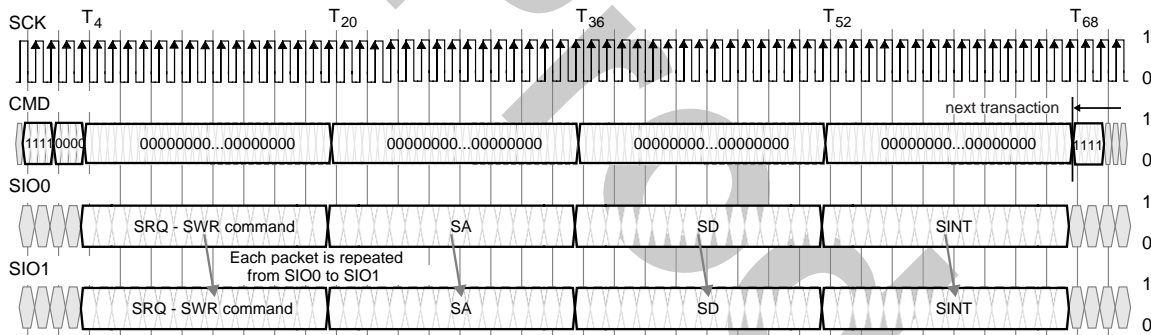 T4 T20 T36 T52 T68
SCK 1
0
CMD next transaction 1
1111 0000 00000000...00000000 00000000...00000000 00000000...00000000 00000000...00000000 1111
0
SIO0 1
SRQ - SWR command SA SD SINT
0
Each packet is repeated
from SIO0 to SIO1
SIO1 1
SRQ - SWR command SA SD SINT
0